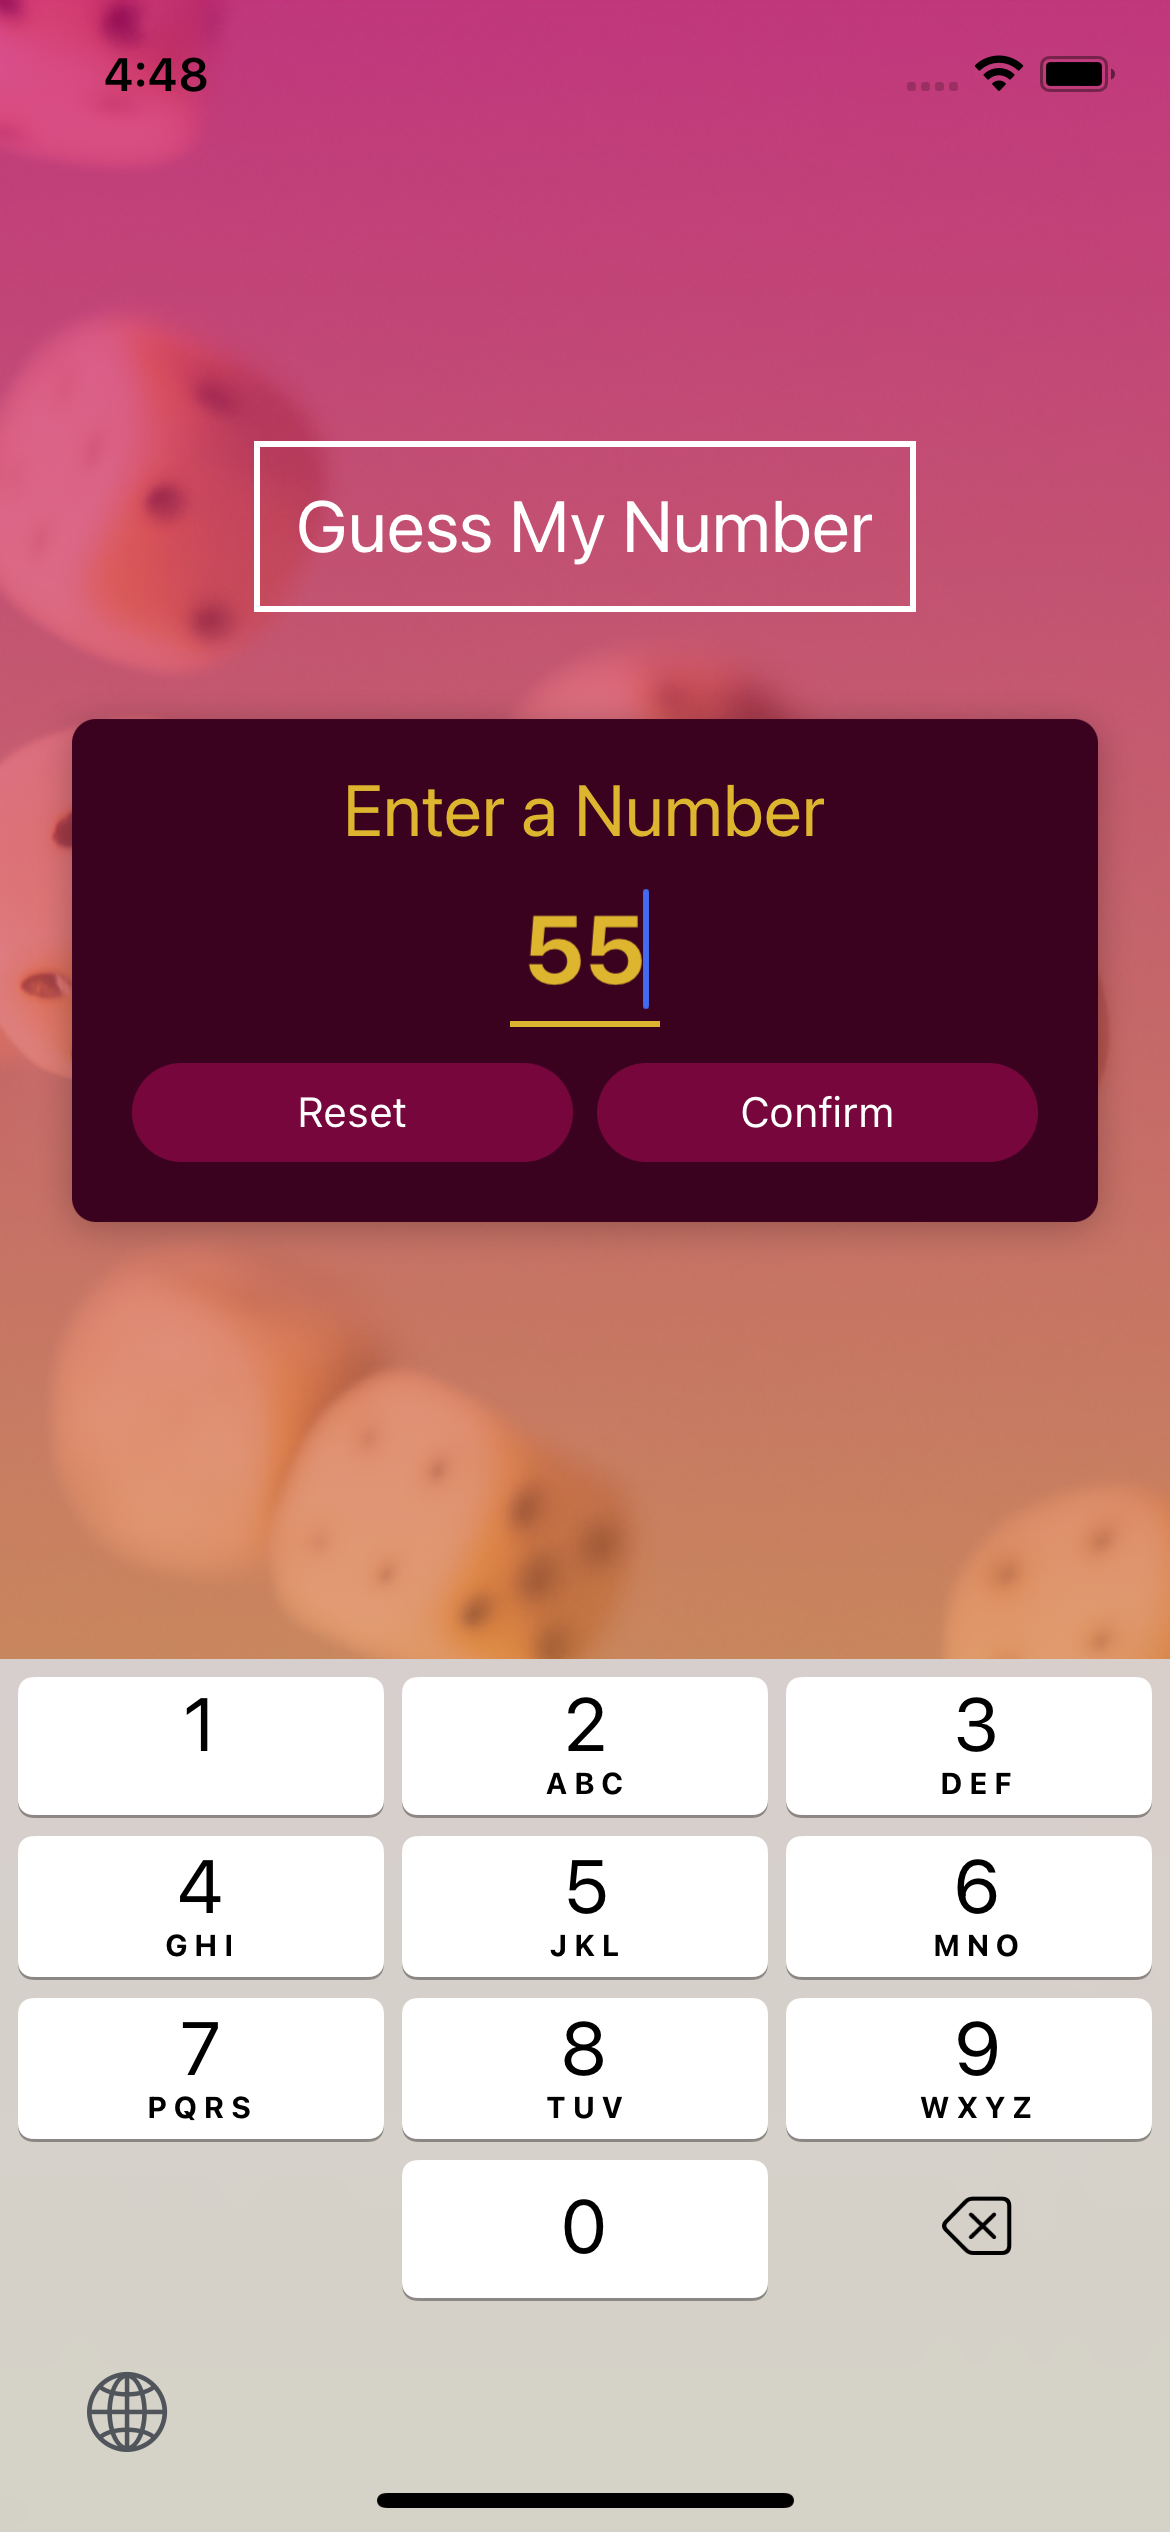 4:48
Guess My Number
Enter a Number
55
Reset Confirm
1 2 3
ABC DEF
4 5 6
GHI JKL MNO
7 8 9
PQRS TUV WXYZ
0